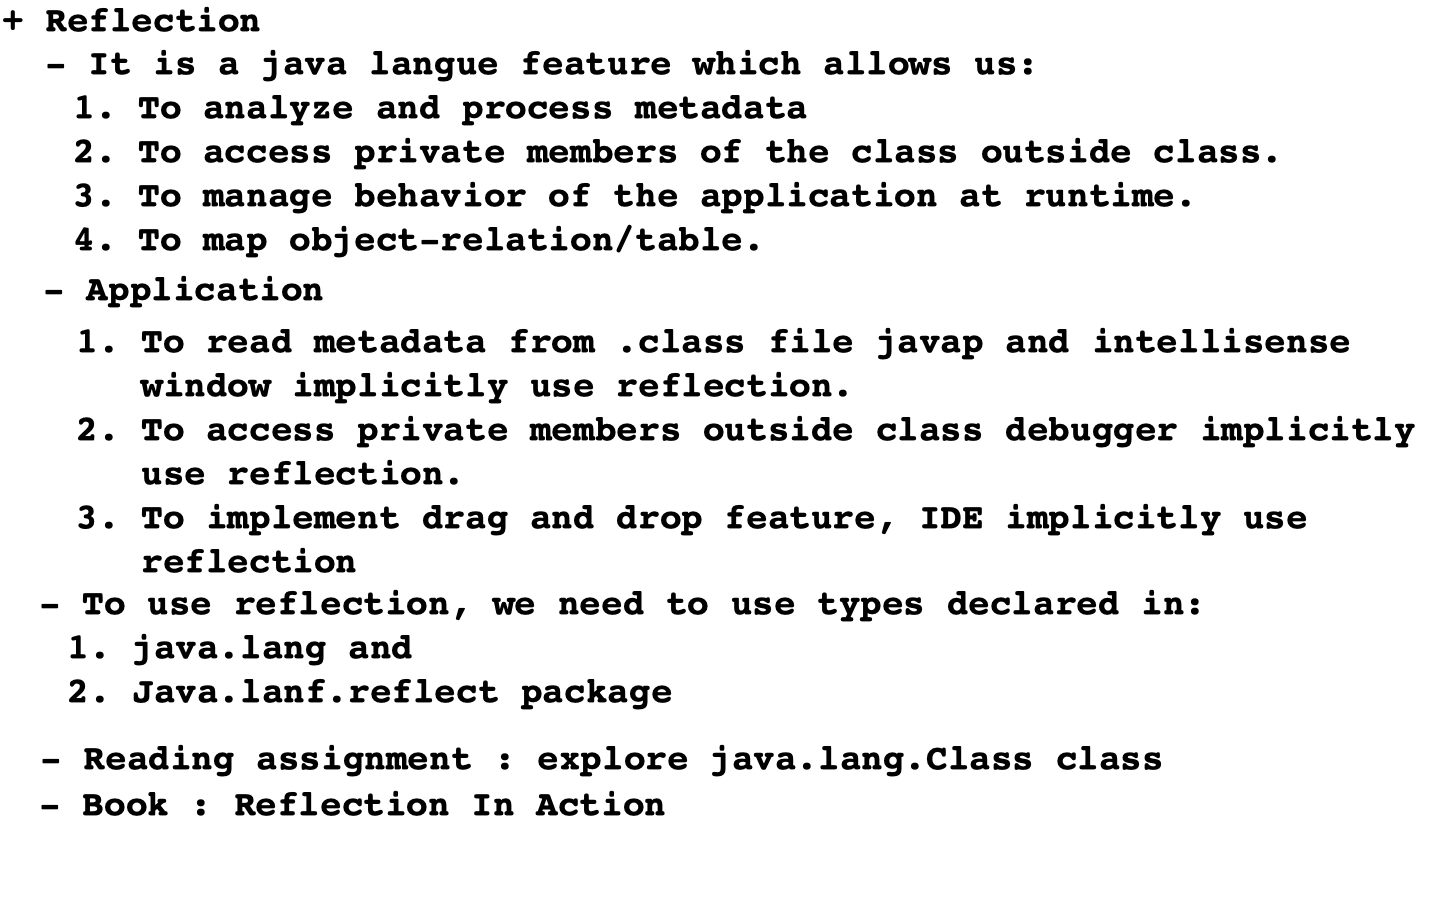 + Reflection
- It is a java langue feature which allows us:
1. To analyze and process metadata
2. To access private members of the class outside class.
3. To manage behavior of the application at runtime.
4. To map object-relation/table.
- Application
1. To read metadata from .class file javap and intellisense
window implicitly use reflection.
2. To access private members outside class debugger implicitly
use reflection.
3. To implement drag and drop feature, IDE implicitly use
reflection
- To use reflection, we need to use types declared in:
1. java.lang and
2. Java.lanf.reflect package
- Reading assignment : explore java.lang.Class class
- Book : Reflection In Action